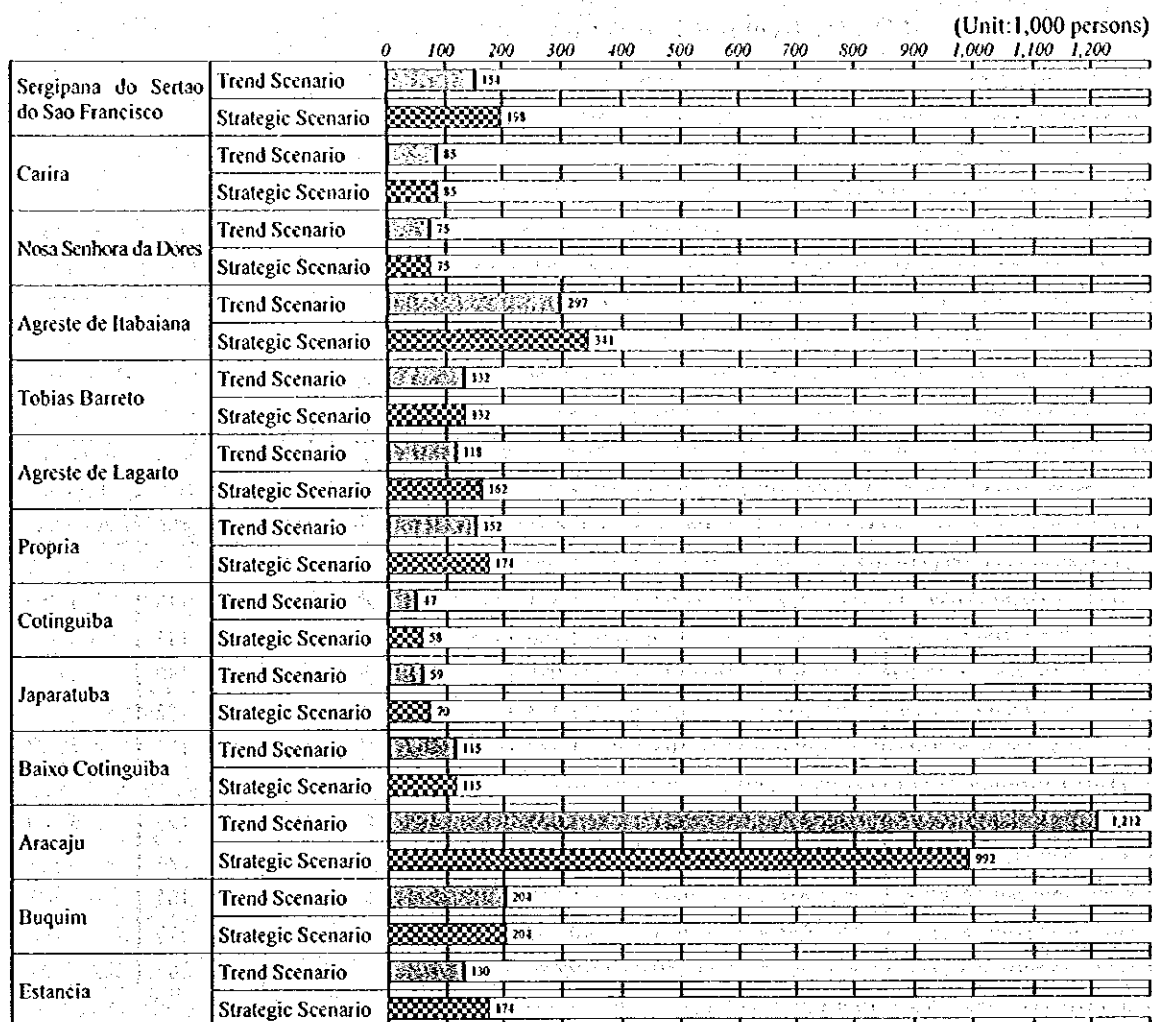 (Unit:1,000 persons)
0 100 200 300 400 500 600 700 800 900 1,000 1,100 1,200
Sergipana do Sertao
do Sao Francisco
Trend Scenario 154
Strategic Scenario 198
Carira
Trend Scenario 85
Strategic Scenario 85
Nosa Senhora da Dores
Trend Scenario 75
Strategic Scenario 75
Agreste de Itabaiana
Trend Scenario 297
Strategic Scenario 341
Tobias Barreto
Trend Scenario 132
Strategic Scenario 132
Agreste de Lagarto
Trend Scenario 118
Strategic Scenario 162
Propria
Trend Scenario 152
Strategic Scenario 174
Cotinguiba
Trend Scenario 47
Strategic Scenario 58
Japaratuba
Trend Scenario 59
Strategic Scenario 70
Baixo Cotinguiba
Trend Scenario 115
Strategic Scenario 115
Aracaju
Trend Scenario 1,212
Strategic Scenario 992
Buquim
Trend Scenario 204
Strategic Scenario 204
Estancia
Trend Scenario 130
Strategic Scenario 174